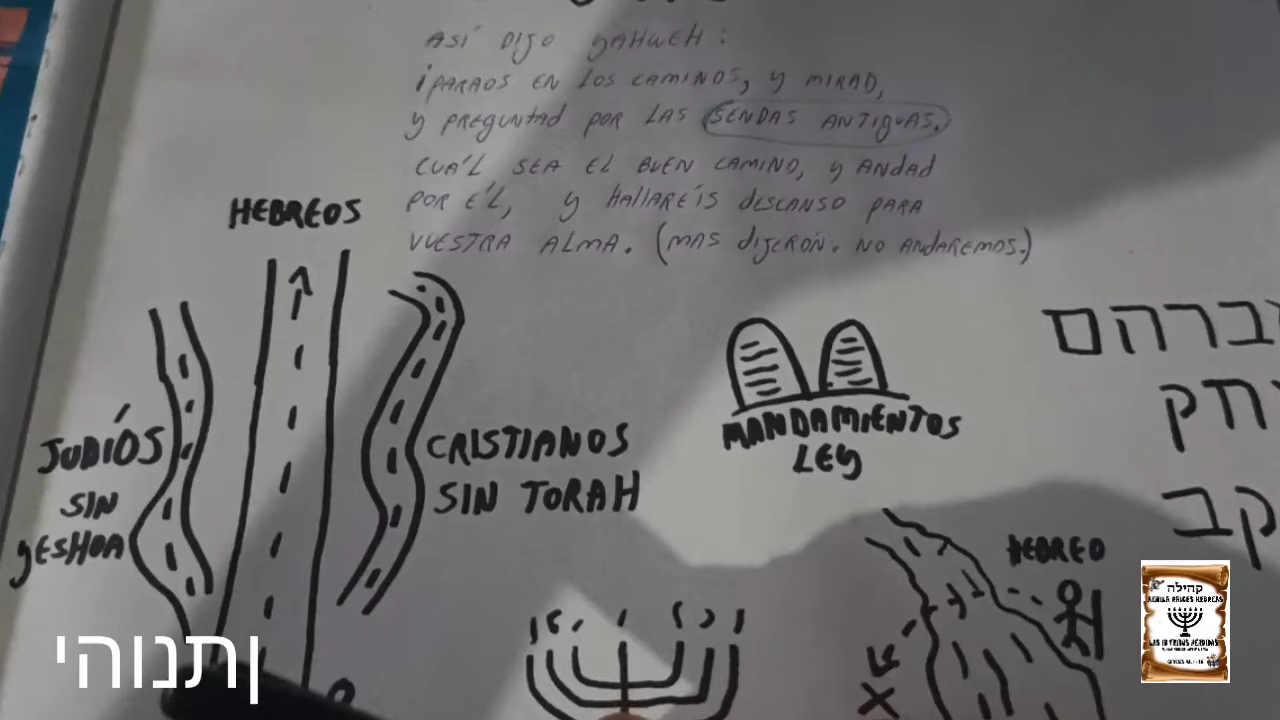 ASÍ DIJO YAHWEH:
¡PARAOS EN LOS CAMINOS, Y MIRAD,
Y PREGUNTAD POR LAS SENDAS ANTIGUAS,
CUÁL SEA EL BUEN CAMINO, Y ANDAD
POR ÉL, Y HALLARÉIS DESCANSO PARA
VUESTRA ALMA. (MAS DIJERON. NO ANDAREMOS.)
HEBREOS
JUDÍOS
SIN
YESHOA
CRISTIANOS
SIN TORAH
MANDAMIENTOS
LEY
ברהם
חק
קב
HEBREO
יהונתן
קהילה